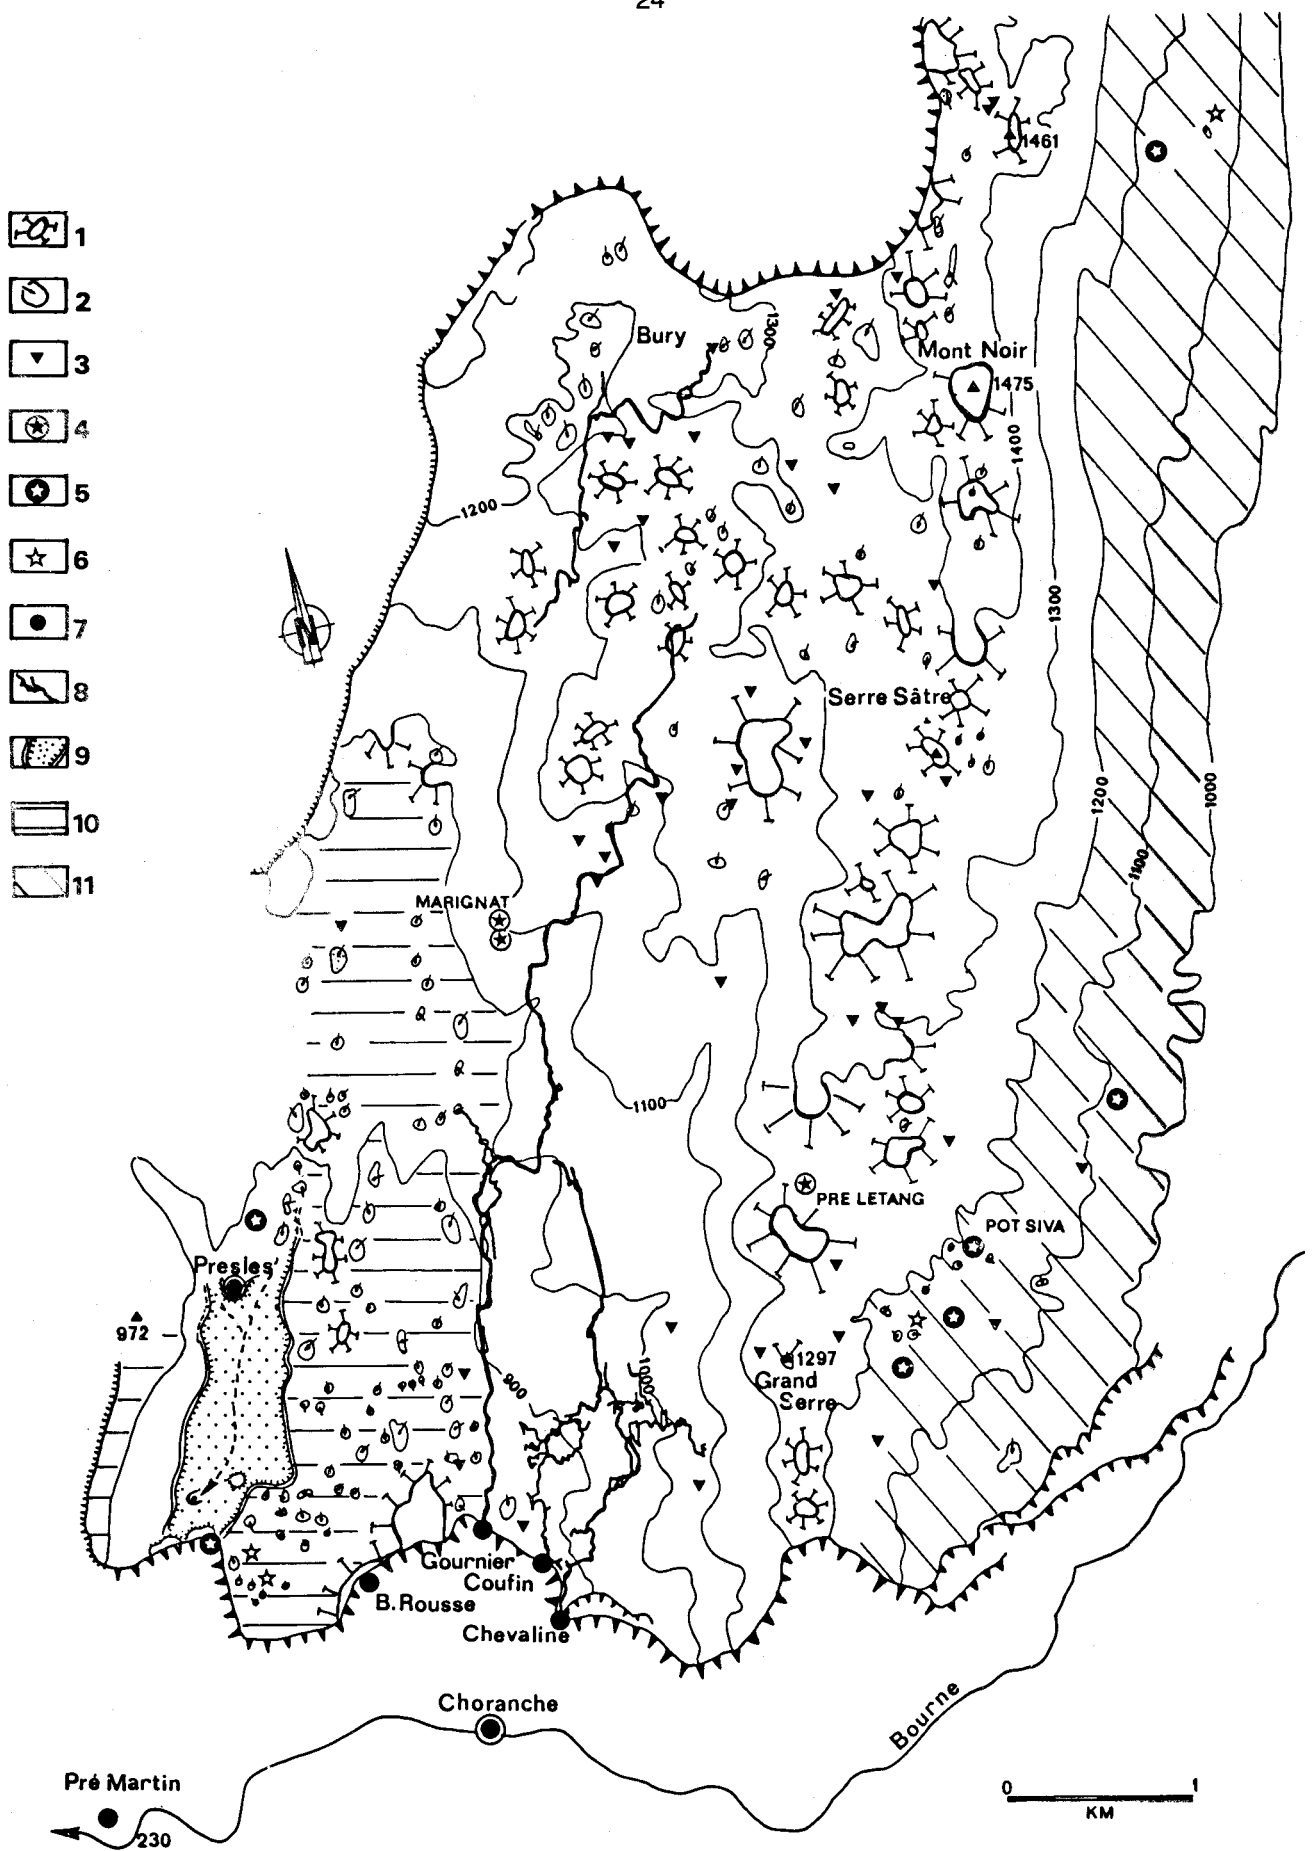 24
1461
1
2
3
4
5
6
7
8
9
10
11
Bury
1300
Mont Noir
1475
1400
1200
1300
Serre Sâtre
1200
1000
1100
MARIGNAT
1100
PRE LETANG
POT SIVA
Presles
972
1297
Grand
Serre
900
1000
Gournier
Coufin
B. Rousse
Chevaline
Choranche
Bourne
Pré Martin
230
0 1
KM